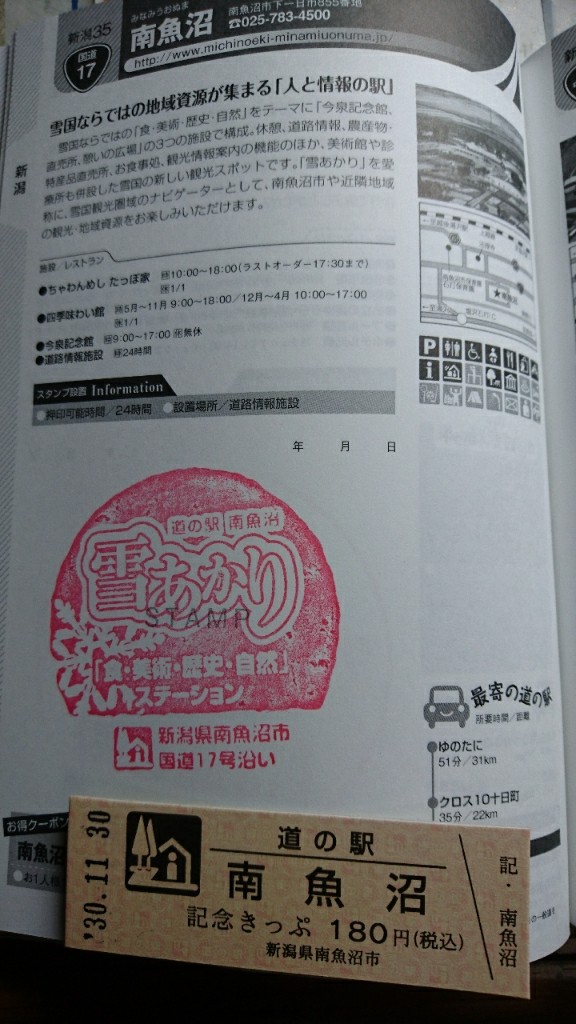 新潟35
国道
17
みなみうおぬま
南魚沼
南魚沼市下一日市855番地
☎025-783-4500
http://www.michinoeki-minamiuonuma.jp/
新潟
雪国ならではの地域資源が集まる「人と情報の駅」
雪国ならではの「食・美術・歴史・自然」をテーマに「今泉記念館、
直売所、憩いの広場」の3つの施設で構成。休憩、道路情報、農産物・
特産品直売所、お食事処、観光情報案内の機能のほか、美術館や診
療所も併設した雪国の新しい観光スポットです。「雪あかり」を愛
称に、雪国観光圏域のナビゲーターとして、南魚沼市や近隣地域
の観光・地域資源をお楽しみいただけます。
施設/レストラン
●ちゃわんめし たっぽ家 営10:00〜18:00(ラストオーダー17:30まで)
休1/1
●四季味わい館 営5月〜11月 9:00〜18:00/12月〜4月 10:00〜17:00
休1/1
●今泉記念館 営9:00〜17:00 休無休
●道路情報施設 営24時間
スタンプ設置 Information
●押印可能時間/24時間 ●設置場所/道路情報施設
年 月 日
道の駅 南魚沼
雪あかり
STAMP
「食・美術・歴史・自然」
ステーション
新潟県南魚沼市
国道17号沿い
最寄の道の駅
所要時間/距離
ゆのたに
51分/31km
クロス10十日町
35分/22km
お得クーポン
南魚沼
'30.11.30
道の駅
南魚沼
記念きっぷ 180円(税込)
新潟県南魚沼市
記・南魚沼